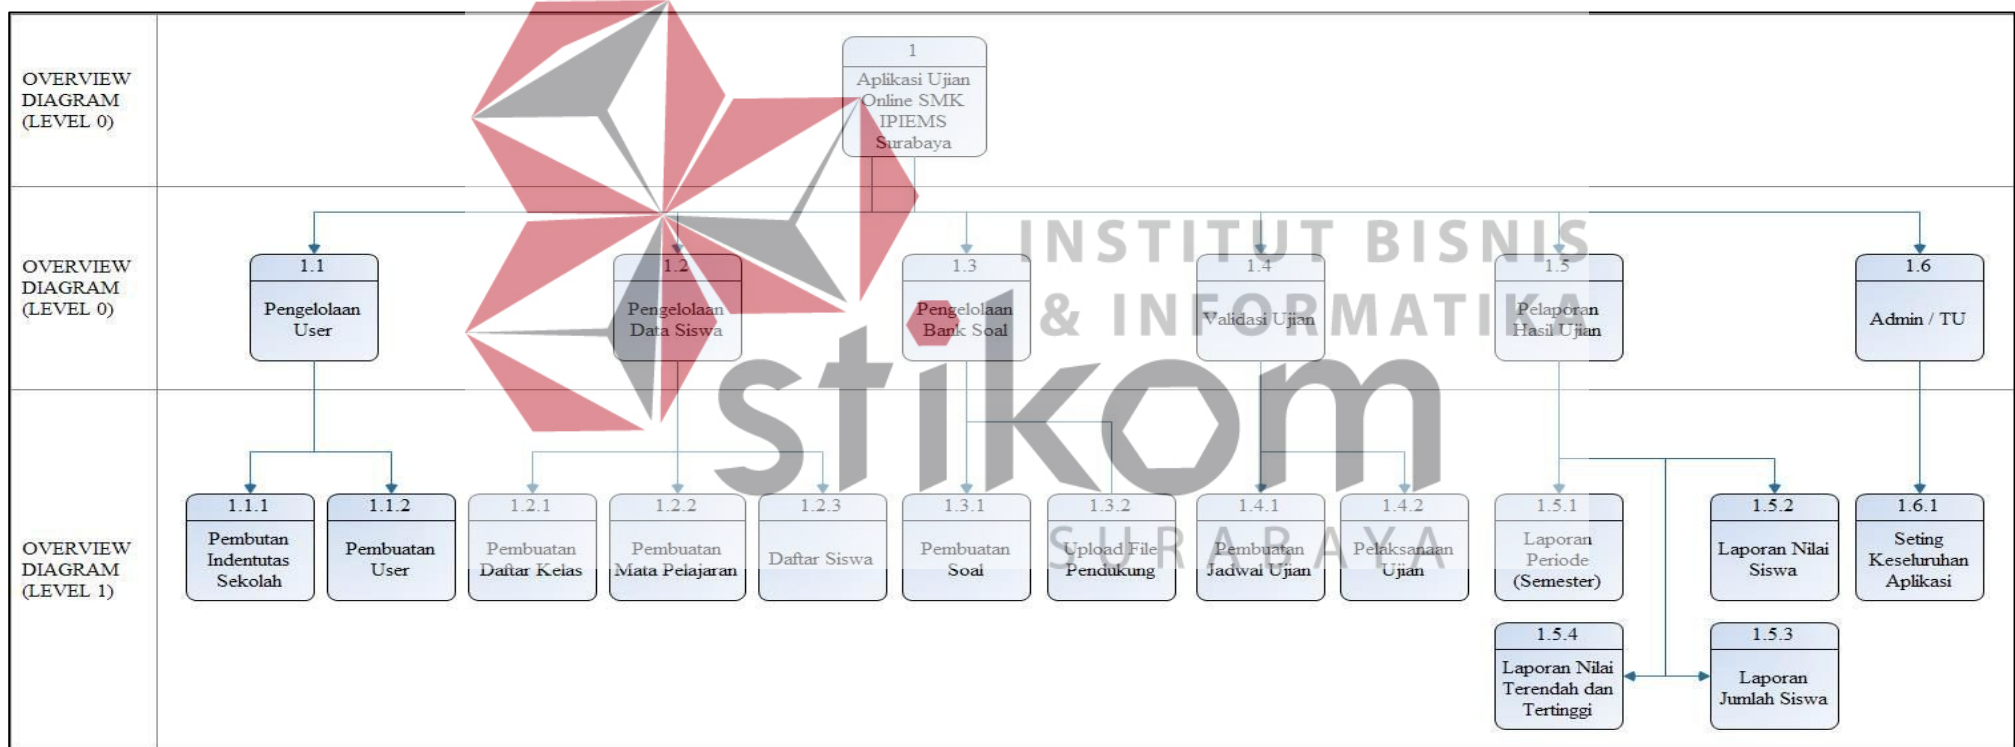 OVERVIEW
DIAGRAM
(LEVEL 0)
1
Aplikasi Ujian
Online SMK
IPIEMS
Surabaya
OVERVIEW
DIAGRAM
(LEVEL 0)
1.1
Pengelolaan
User
1.2
Pengelolaan
Data Siswa
1.3
Pengelolaan
Bank Soal
1.4
Validasi Ujian
1.5
Pelaporan
Hasil Ujian
1.6
Admin / TU
INSTITUT BISNIS
& INFORMATIKA
stikom
SURABAYA
OVERVIEW
DIAGRAM
(LEVEL 1)
1.1.1
Pembutan
Indentutas
Sekolah
1.1.2
Pembuatan
User
1.2.1
Pembuatan
Daftar Kelas
1.2.2
Pembuatan
Mata Pelajaran
1.2.3
Daftar Siswa
1.3.1
Pembuatan
Soal
1.3.2
Upload File
Pendukung
1.4.1
Pembuatan
Jadwal Ujian
1.4.2
Pelaksanaan
Ujian
1.5.1
Laporan
Periode
(Semester)
1.5.2
Laporan Nilai
Siswa
1.6.1
Seting
Keseluruhan
Aplikasi
1.5.4
Laporan Nilai
Terendah dan
Tertinggi
1.5.3
Laporan
Jumlah Siswa